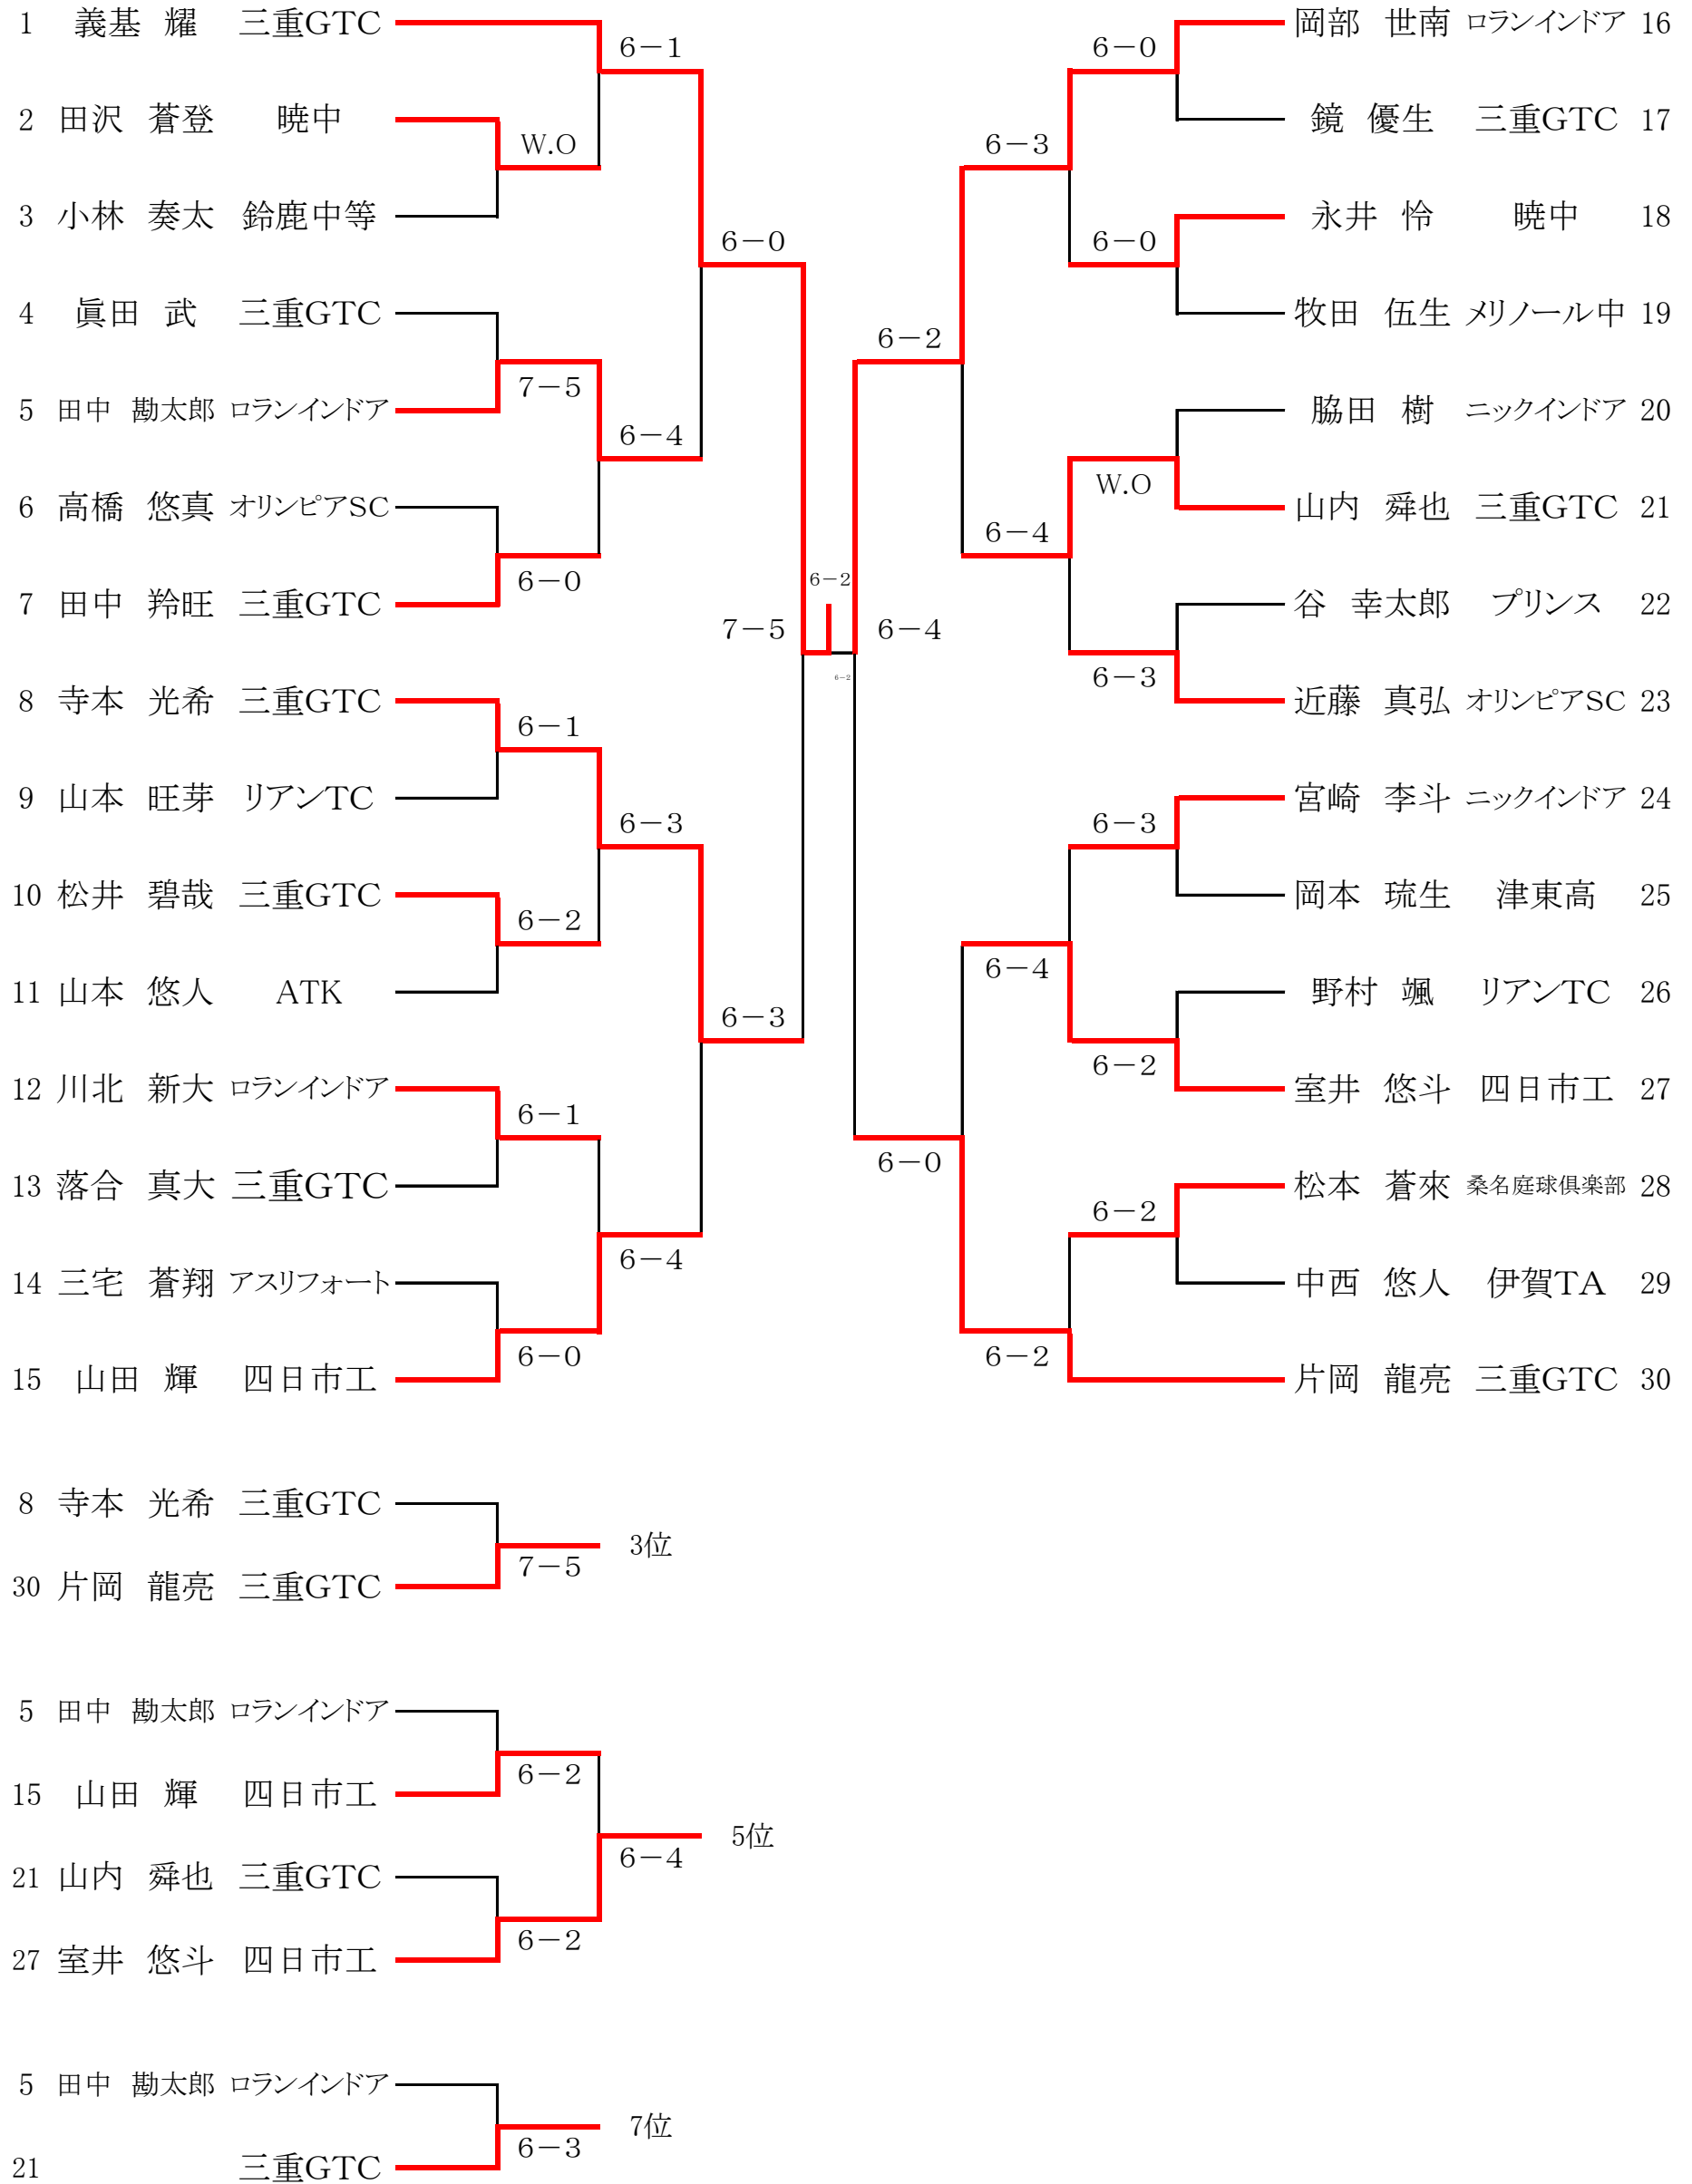 1 義基 耀 三重GTC
2 田沢 蒼登 暁中
3 小林 奏太 鈴鹿中等
4 眞田 武 三重GTC
5 田中 勘太郎 ロランインドア
6 高橋 悠真 オリンピアSC
7 田中 羚旺 三重GTC
8 寺本 光希 三重GTC
9 山本 旺芽 リアンTC
10 松井 碧哉 三重GTC
11 山本 悠人 ATK
12 川北 新大 ロランインドア
13 落合 真大 三重GTC
14 三宅 蒼翔 アスリフォート
15 山田 輝 四日市工
W.O
7-5
6-0
6-1
6-2
6-1
6-0
6-1
6-4
6-3
6-4
6-0
6-3
7-5
6-2
6-2
6-4
6-2
6-0
6-3
6-4
6-4
6-2
6-0
6-0
W.O
6-3
6-3
6-2
6-2
岡部 世南 ロランインドア 16
鏡 優生 三重GTC 17
永井 怜 暁中 18
牧田 伍生 メリノール中 19
脇田 樹 ニックインドア 20
山内 舜也 三重GTC 21
谷 幸太郎 プリンス 22
近藤 真弘 オリンピアSC 23
宮崎 李斗 ニックインドア 24
岡本 琉生 津東高 25
野村 颯 リアンTC 26
室井 悠斗 四日市工 27
松本 蒼來 桑名庭球倶楽部 28
中西 悠人 伊賀TA 29
片岡 龍亮 三重GTC 30
8 寺本 光希 三重GTC
7-5 3位
30 片岡 龍亮 三重GTC
5 田中 勘太郎 ロランインドア
6-2
15 山田 輝 四日市工
6-4 5位
21 山内 舜也 三重GTC
6-2
27 室井 悠斗 四日市工
5 田中 勘太郎 ロランインドア
6-3 7位
21 三重GTC